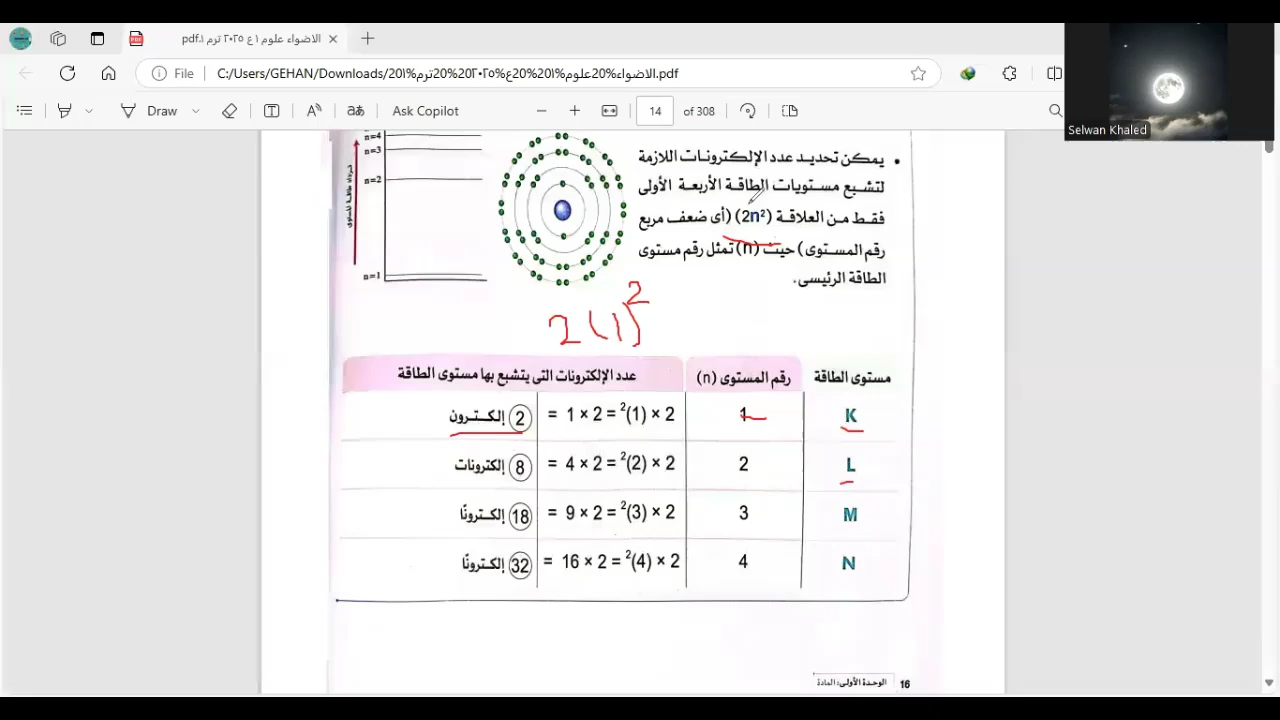 الاضواء علوم ١ ع ٢٠٢٥ ترم ١.pdf
File
C:/Users/GEHAN/Downloads/الاضواء%20علوم%201%20ع%20٢٠٢٥%20ترم%201.pdf
Selwan Khaled
Draw
aあ
Ask Copilot
14 of 308
n=4
n=3
n=2
n=1
• يمكن تحديد عدد الإلكترونات اللازمة
لتشبع مستويات الطاقة الأربعة الأولى
فقط من العلاقة (2n²) (أى ضعف مربع
رقم المستوى) حيث (n) تمثل رقم مستوى
الطاقة الرئيسى.
2(1)²
مستوى الطاقة رقم المستوى (n) عدد الإلكترونات التى يتشبع بها مستوى الطاقة
K 1 2 × (1)² = 2 × 1 = 2 إلكترون
L 2 2 × (2)² = 2 × 4 = 8 إلكترونات
M 3 2 × (3)² = 2 × 9 = 18 إلكترونًا
N 4 2 × (4)² = 2 × 16 = 32 إلكترونًا
16 الوحدة الأولى: المادة